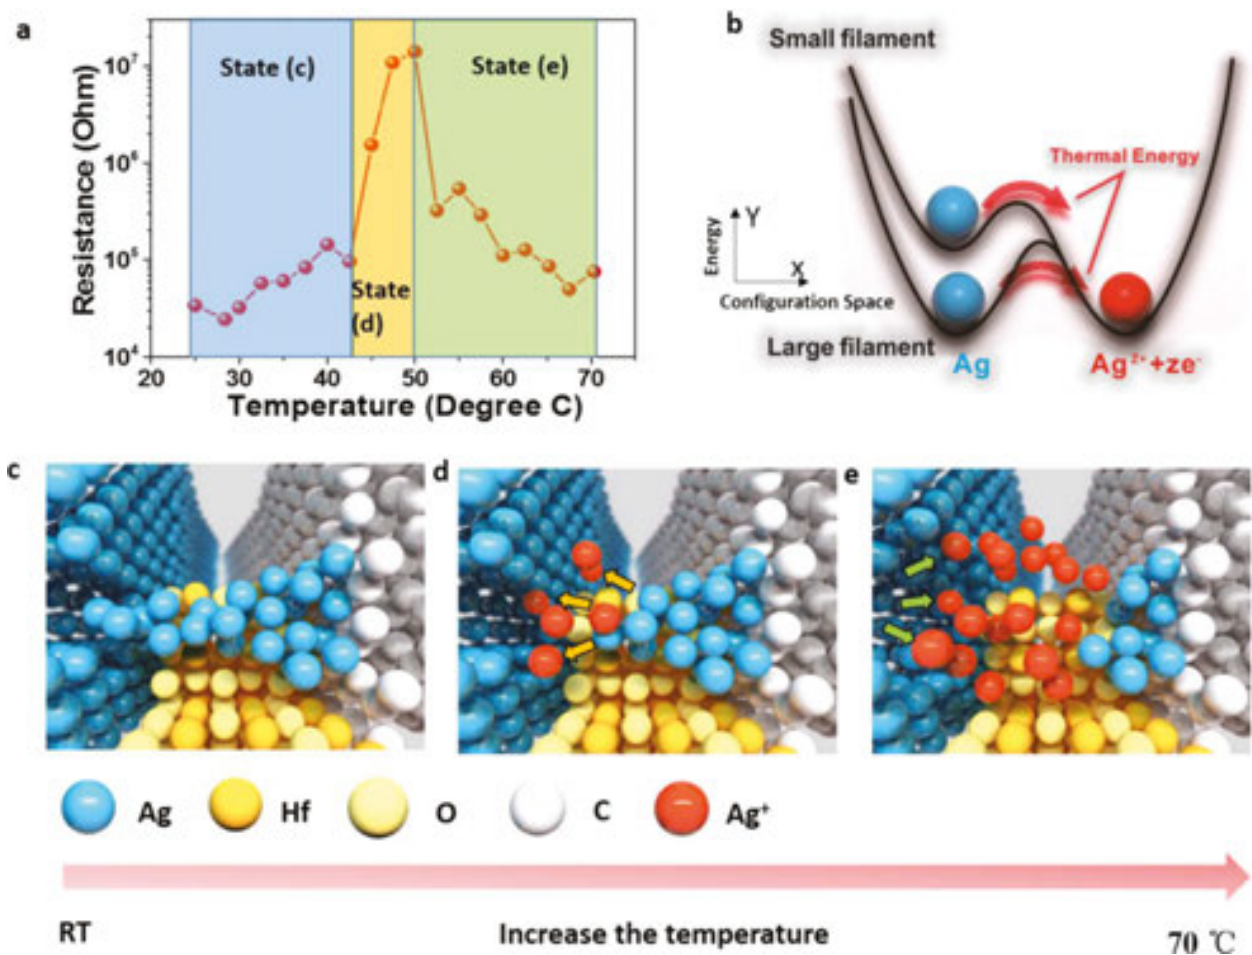 a
State (c)
State (e)
State
(d)
Resistance (Ohm)
10⁷
10⁶
10⁵
10⁴
20
30
40
50
60
70
Temperature (Degree C)
b
Small filament
Thermal Energy
Energy
Y
X
Configuration Space
Large filament
Ag
Agᶻ⁺+ze⁻
c
d
e
Ag
Hf
O
C
Ag⁺
RT
Increase the temperature
70 ℃